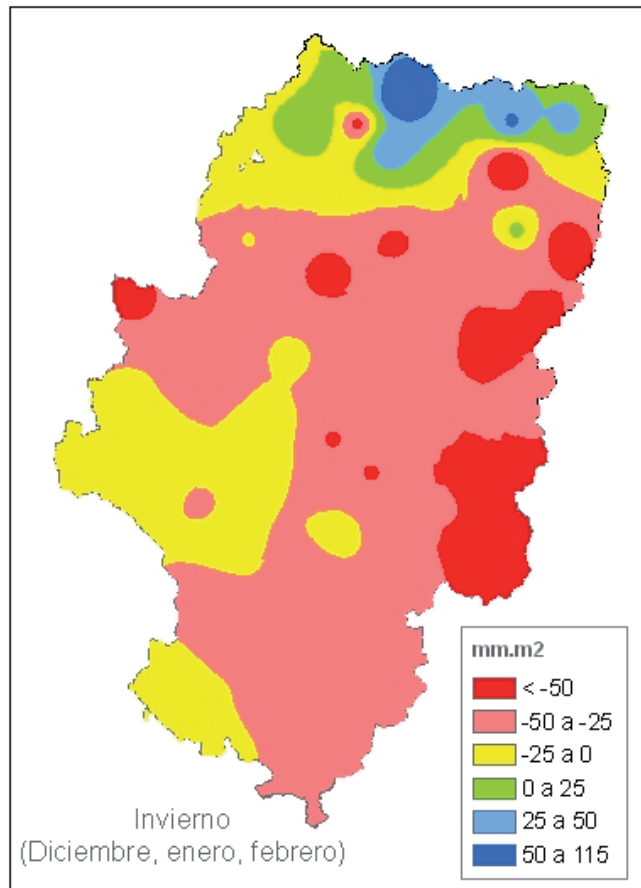 mm.m2
< -50
-50 a -25
-25 a 0
0 a 25
25 a 50
50 a 115
Invierno
(Diciembre, enero, febrero)